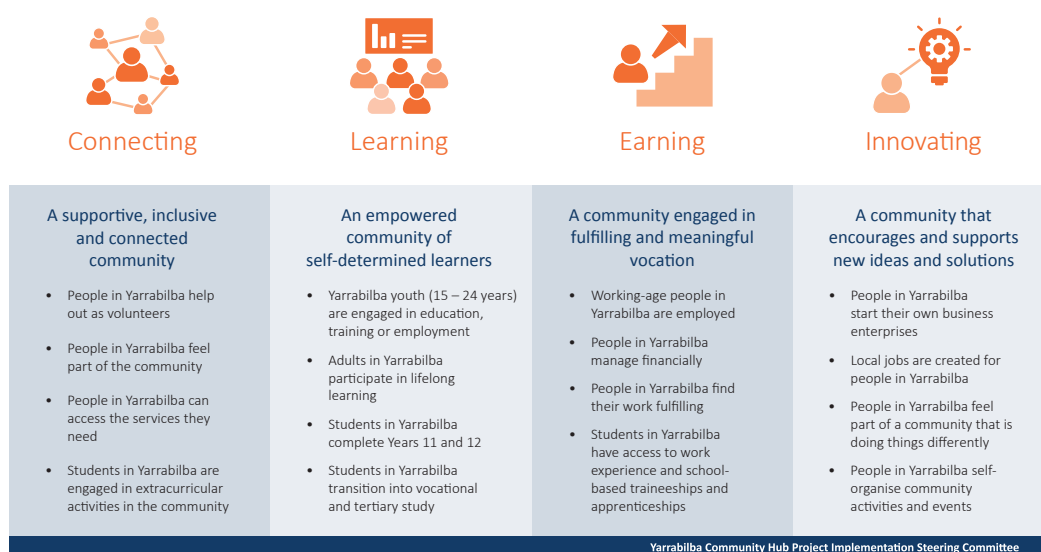 Connecting
Learning
Earning
Innovating
A supportive, inclusive
and connected
community
• People in Yarrabilba help
out as volunteers
• People in Yarrabilba feel
part of the community
• People in Yarrabilba can
access the services they
need
• Students in Yarrabilba are
engaged in extracurricular
activities in the community
An empowered
community of
self-determined learners
• Yarrabilba youth (15 – 24 years)
are engaged in education,
training or employment
• Adults in Yarrabilba
participate in lifelong
learning
• Students in Yarrabilba
complete Years 11 and 12
• Students in Yarrabilba
transition into vocational
and tertiary study
A community engaged in
fulfilling and meaningful
vocation
• Working-age people in
Yarrabilba are employed
• People in Yarrabilba
manage financially
• People in Yarrabilba find
their work fulfilling
• Students in Yarrabilba
have access to work
experience and school-
based traineeships and
apprenticeships
A community that
encourages and supports
new ideas and solutions
• People in Yarrabilba
start their own business
enterprises
• Local jobs are created for
people in Yarrabilba
• People in Yarrabilba feel
part of a community that is
doing things differently
• People in Yarrabilba self-
organise community
activities and events
Yarrabilba Community Hub Project Implementation Steering Committee